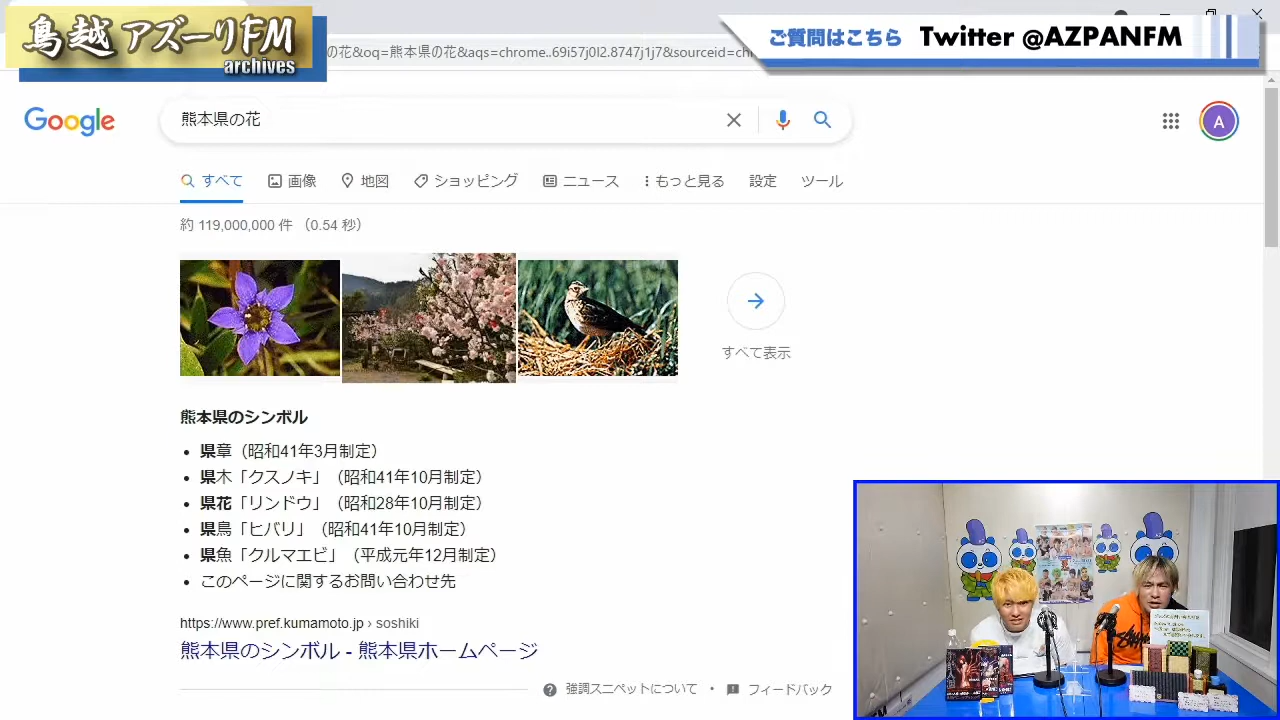 鳥越アズーリFM
archives
ご質問はこちら Twitter @AZPANFM
の花&oq=熊本県の花&aqs=chrome..69i57j0l2.8747j1j7&sourceid=chr
Google
熊本県の花
A
すべて 画像 地図 ショッピング ニュース もっと見る 設定 ツール
約 119,000,000 件 （0.54 秒）
すべて表示
熊本県のシンボル
県章（昭和41年3月制定）
県木「クスノキ」（昭和41年10月制定）
県花「リンドウ」（昭和28年10月制定）
県鳥「ヒバリ」（昭和41年10月制定）
県魚「クルマエビ」（平成元年12月制定）
このページに関するお問い合わせ先
https://www.pref.kumamoto.jp › soshiki
熊本県のシンボル - 熊本県ホームページ
強調スニペットについて • フィードバック